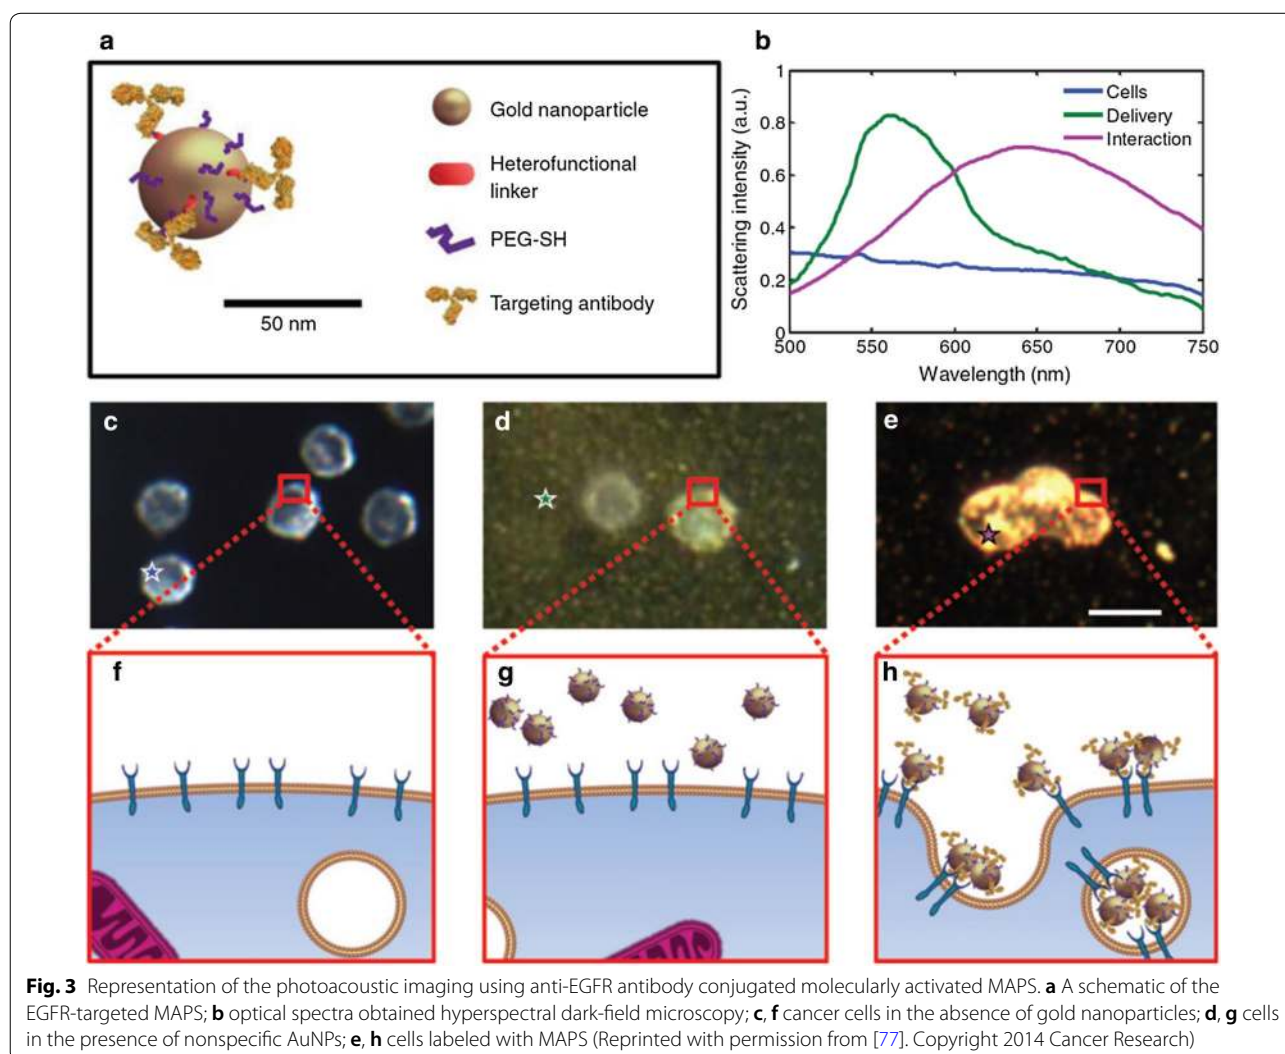 a
Gold nanoparticle
Heterofunctional
linker
PEG-SH
Targeting antibody
50 nm
b
Scattering intensity (a.u.)
1
0.8
0.6
0.4
0.2
0
500
550
600
650
700
750
Wavelength (nm)
Cells
Delivery
Interaction
c
d
e
f
g
h
Fig. 3 Representation of the photoacoustic imaging using anti-EGFR antibody conjugated molecularly activated MAPS. a A schematic of the
EGFR-targeted MAPS; b optical spectra obtained hyperspectral dark-field microscopy; c, f cancer cells in the absence of gold nanoparticles; d, g cells
in the presence of nonspecific AuNPs; e, h cells labeled with MAPS (Reprinted with permission from [77]. Copyright 2014 Cancer Research)